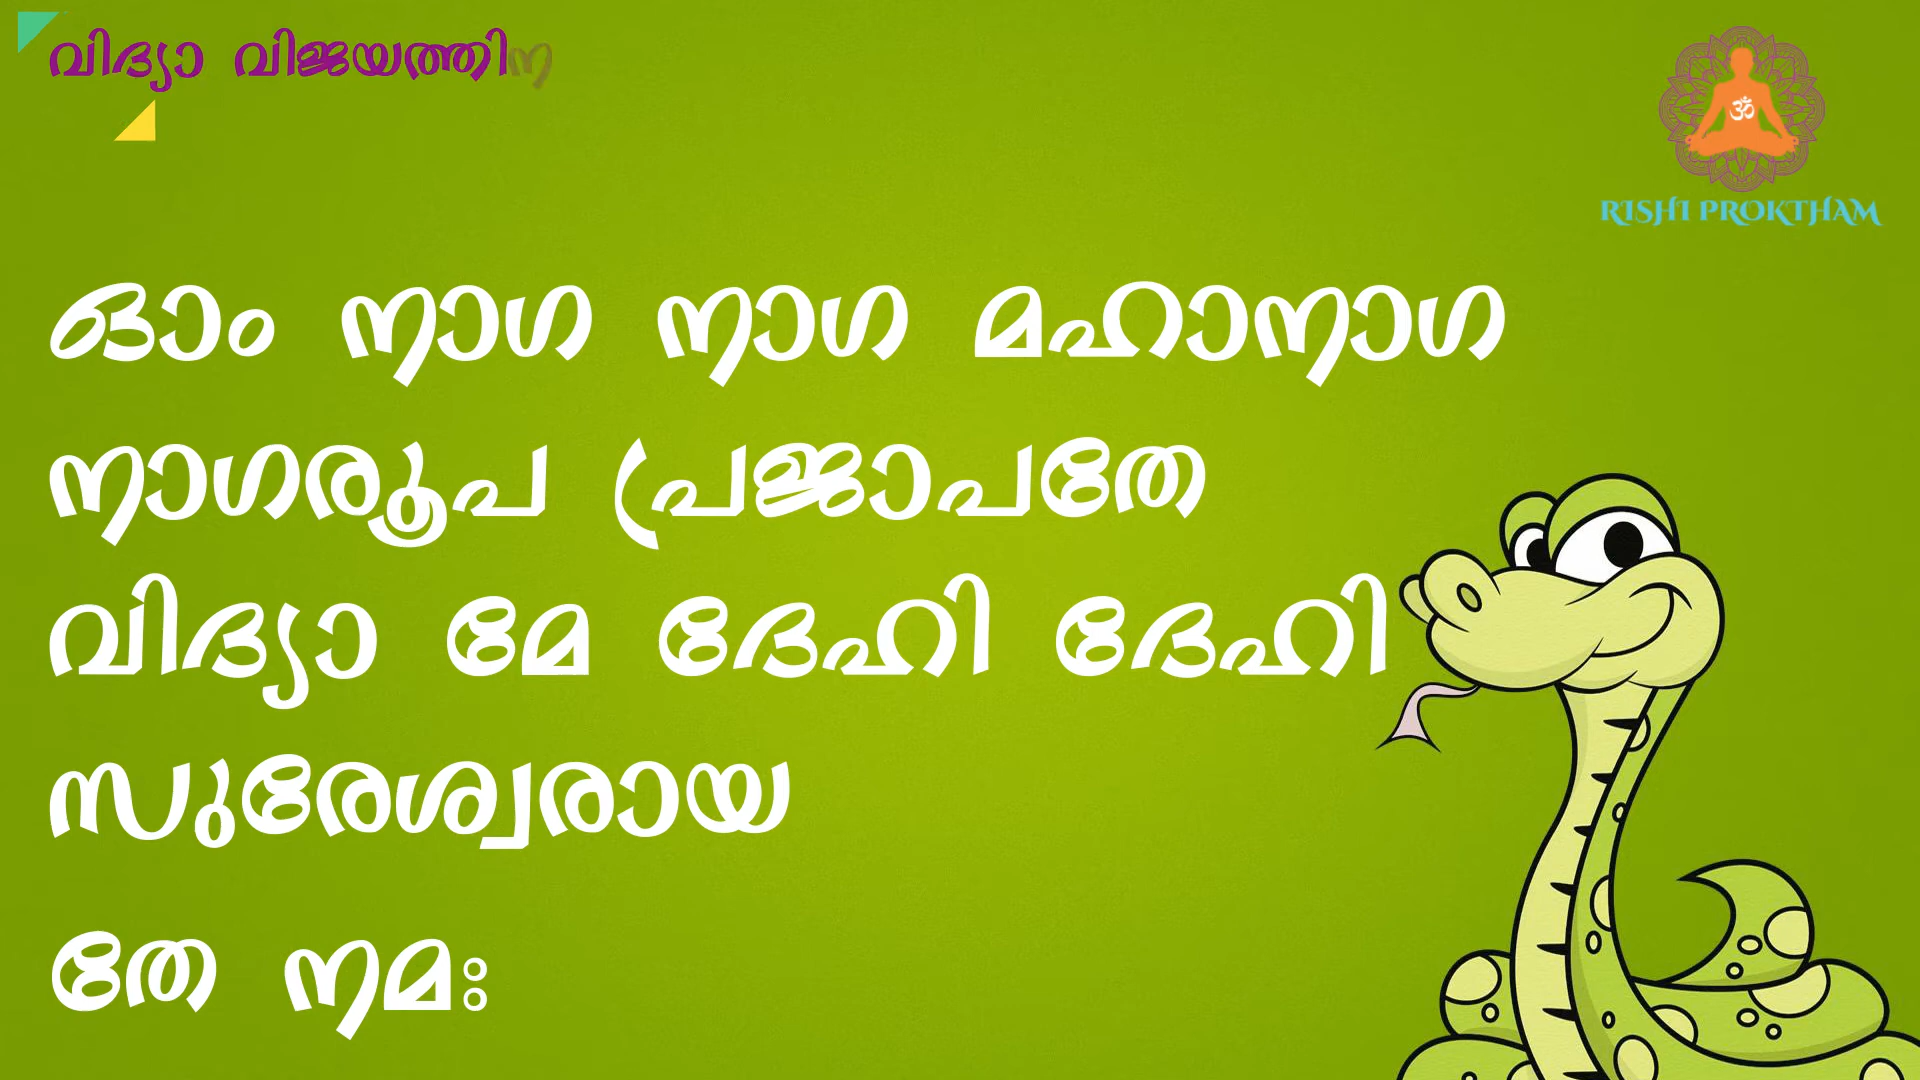 വിദ്യാ വിജയത്തിന
RISHI PROKTHAM
ഓം നാഗ നാഗ മഹാനാഗ
നാഗരൂപ പ്രജാപതേ
വിദ്യാ മേ ദേഹി ദേഹി
സുരേശ്വരായ
തേ നമഃ